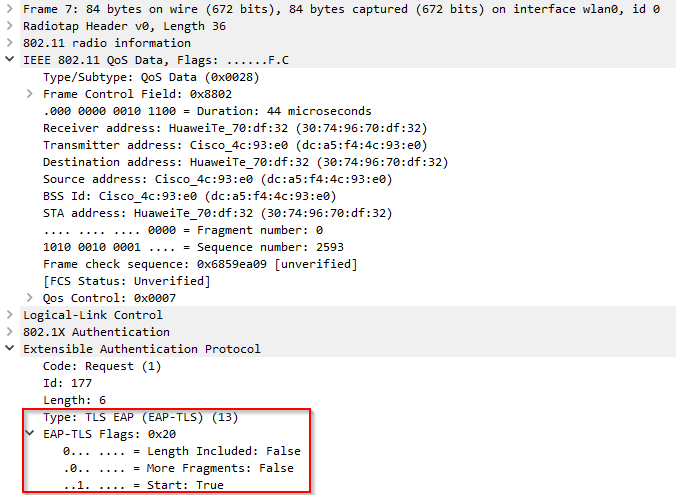 Frame 7: 84 bytes on wire (672 bits), 84 bytes captured (672 bits) on interface wlan0, id 0
Radiotap Header v0, Length 36
802.11 radio information
IEEE 802.11 QoS Data, Flags: ......F.C
Type/Subtype: QoS Data (0x0028)
Frame Control Field: 0x8802
.000 0000 0010 1100 = Duration: 44 microseconds
Receiver address: HuaweiTe_70:df:32 (30:74:96:70:df:32)
Transmitter address: Cisco_4c:93:e0 (dc:a5:f4:4c:93:e0)
Destination address: HuaweiTe_70:df:32 (30:74:96:70:df:32)
Source address: Cisco_4c:93:e0 (dc:a5:f4:4c:93:e0)
BSS Id: Cisco_4c:93:e0 (dc:a5:f4:4c:93:e0)
STA address: HuaweiTe_70:df:32 (30:74:96:70:df:32)
.... .... .... 0000 = Fragment number: 0
1010 0010 0001 .... = Sequence number: 2593
Frame check sequence: 0x6859ea09 [unverified]
[FCS Status: Unverified]
Qos Control: 0x0007
Logical-Link Control
802.1X Authentication
Extensible Authentication Protocol
Code: Request (1)
Id: 177
Length: 6
Type: TLS EAP (EAP-TLS) (13)
EAP-TLS Flags: 0x20
0... .... = Length Included: False
.0.. .... = More Fragments: False
..1. .... = Start: True